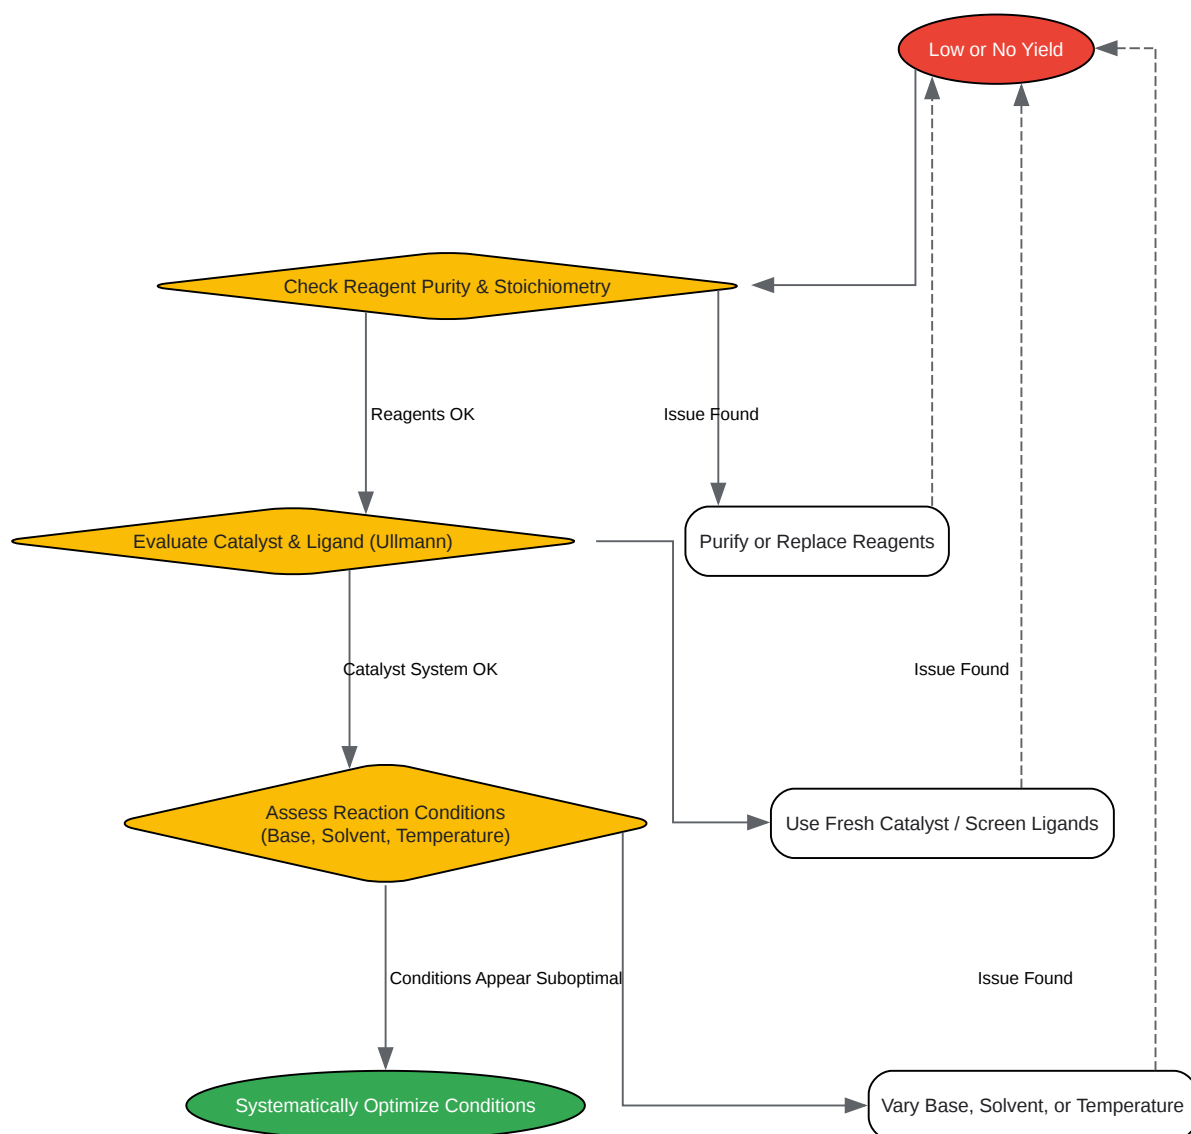 Low or No Yield
Check Reagent Purity & Stoichiometry
Reagents OK
Issue Found
Evaluate Catalyst & Ligand (Ullmann)
Purify or Replace Reagents
Catalyst System OK
Issue Found
Assess Reaction Conditions
(Base, Solvent, Temperature)
Use Fresh Catalyst / Screen Ligands
Conditions Appear Suboptimal
Issue Found
Systematically Optimize Conditions
Vary Base, Solvent, or Temperature